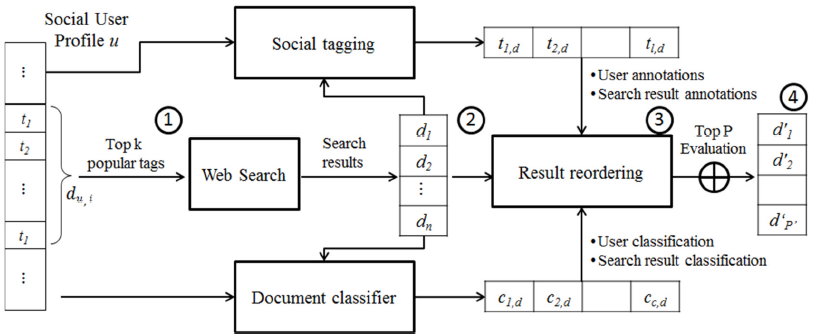 Social User
Profile u
Social tagging
t1,d t2,d tl,d
• User annotations
• Search result annotations
⋮
t1
t2
⋮
t1
⋮
du,i
1
Top k
popular tags
Web Search
Search
results
d1
d2
⋮
dn
2
Result reordering
3
Top P
Evaluation
4
d'1
d'2
d'P'
• User classification
• Search result classification
Document classifier
c1,d c2,d cc,d